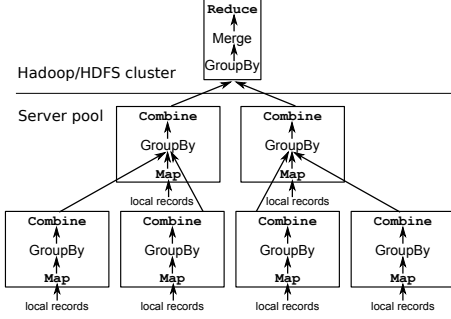 Reduce
Merge
GroupBy
Hadoop/HDFS cluster
Server pool
Combine
GroupBy
Map
local records
Combine
GroupBy
Map
local records
Combine
GroupBy
Map
local records
Combine
GroupBy
Map
local records
Combine
GroupBy
Map
local records
Combine
GroupBy
Map
local records